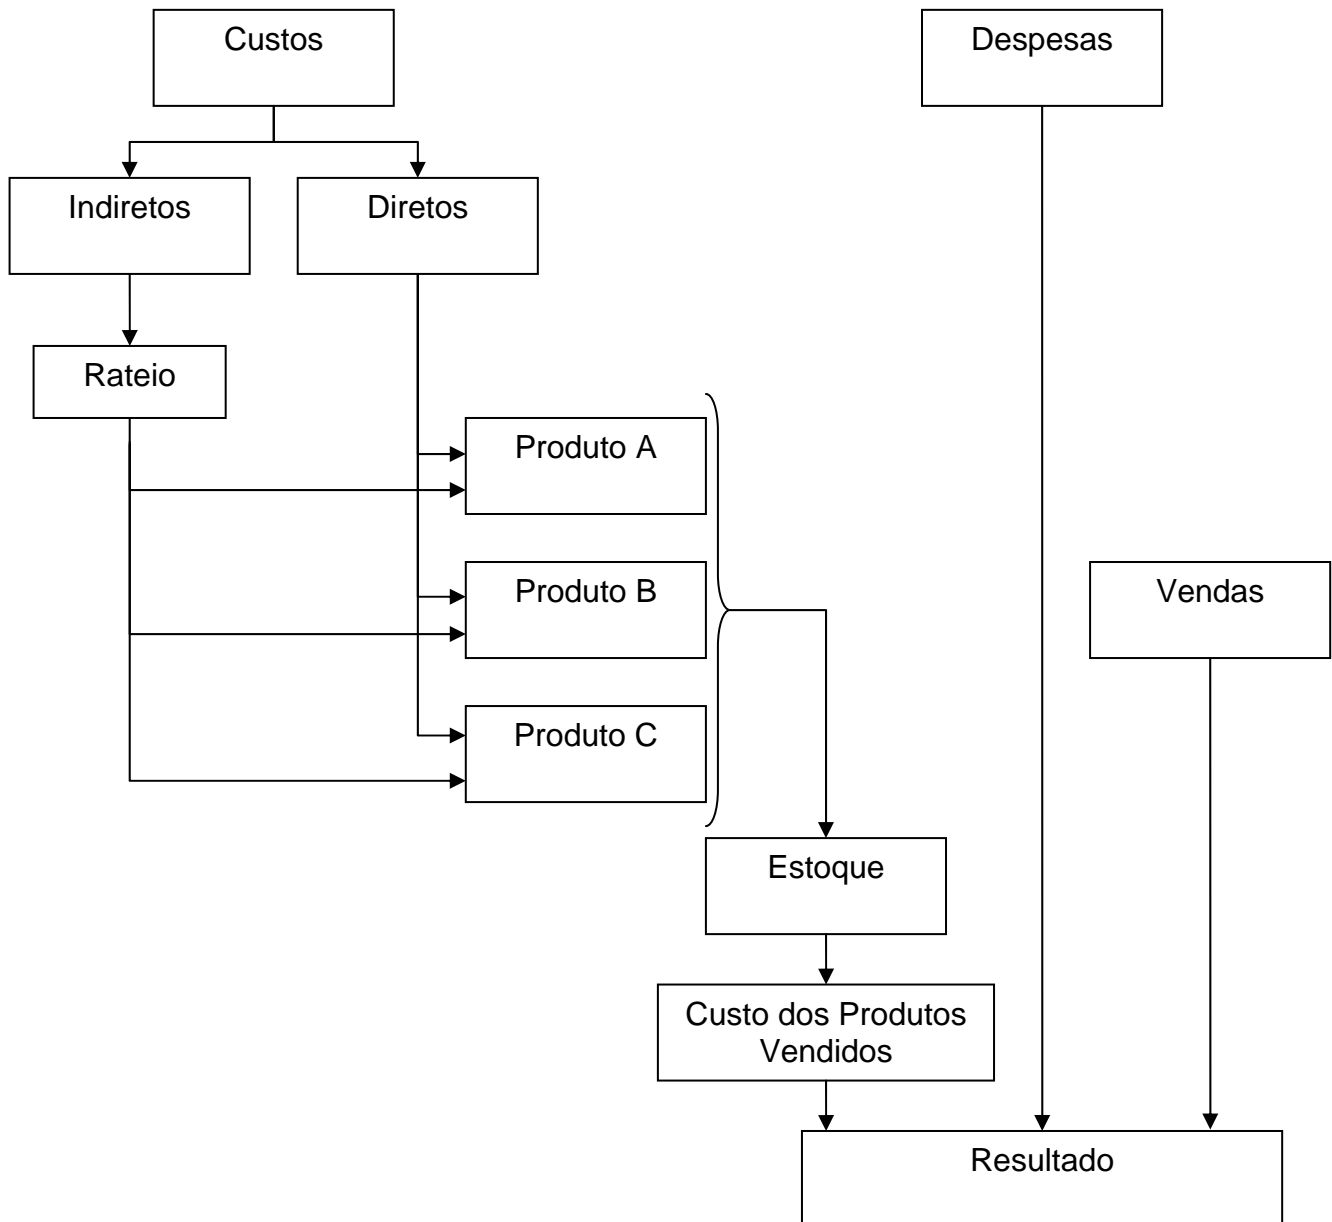 Custos
Despesas
Indiretos
Diretos
Rateio
Produto A
Produto B
Vendas
Produto C
Estoque
Custo dos Produtos
Vendidos
Resultado